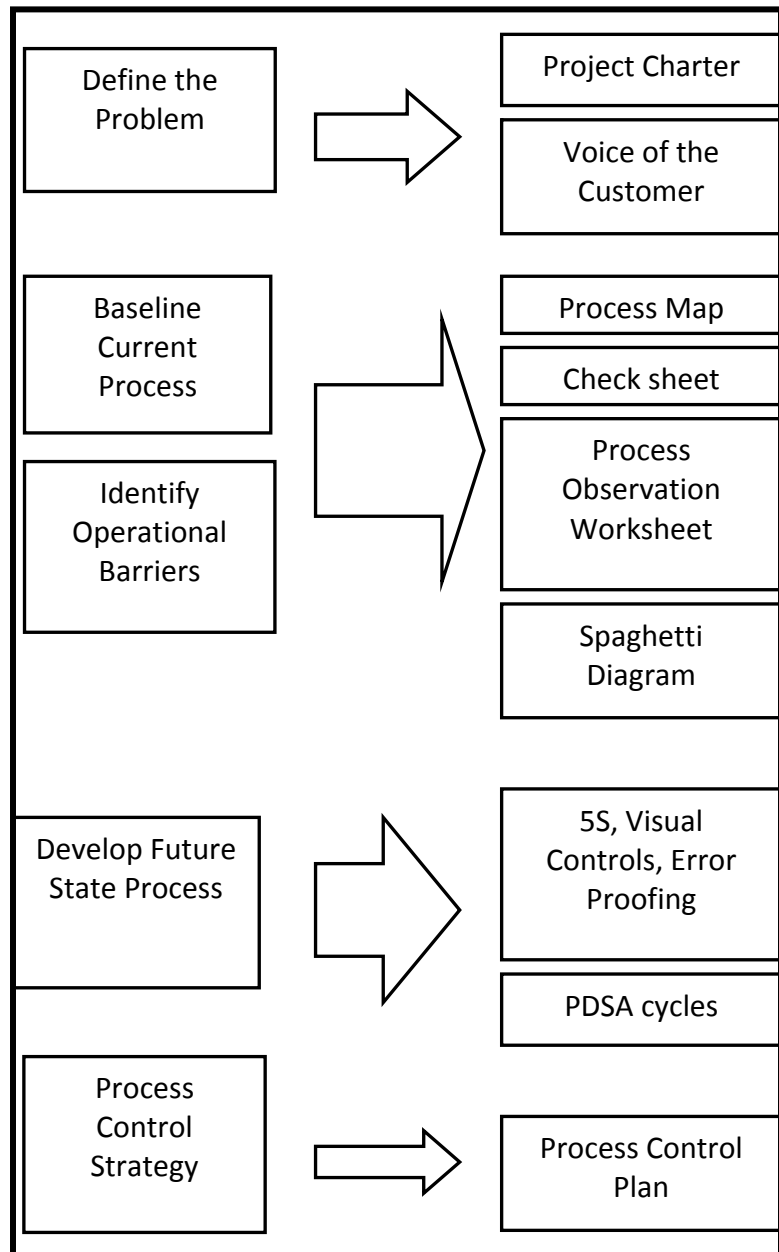 Define the
Problem
Project Charter
Voice of the
Customer
Baseline
Current
Process
Identify
Operational
Barriers
Process Map
Check sheet
Process
Observation
Worksheet
Spaghetti
Diagram
Develop Future
State Process
5S, Visual
Controls, Error
Proofing
PDSA cycles
Process
Control
Strategy
Process Control
Plan